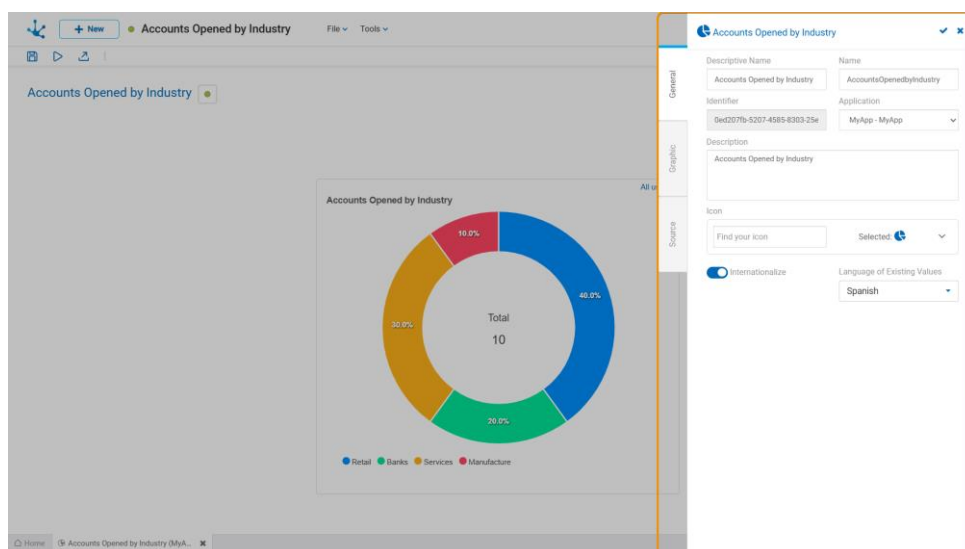 + New
Accounts Opened by Industry
File
Tools
Accounts Opened by Industry
All
Accounts Opened by Industry
10.0%
40.0%
30.0%
Total
10
20.0%
Retail
Banks
Services
Manufacture
Home
Accounts Opened by Industry (MyA...
General
Graphic
Source
Accounts Opened by Industry
Descriptive Name
Name
Accounts Opened by Industry
AccountsOpenedbyIndustry
Identifier
Application
0ed207fb-5207-4585-8303-25e
MyApp - MyApp
Description
Accounts Opened by Industry
Icon
Find your icon
Selected:
Internationalize
Language of Existing Values
Spanish